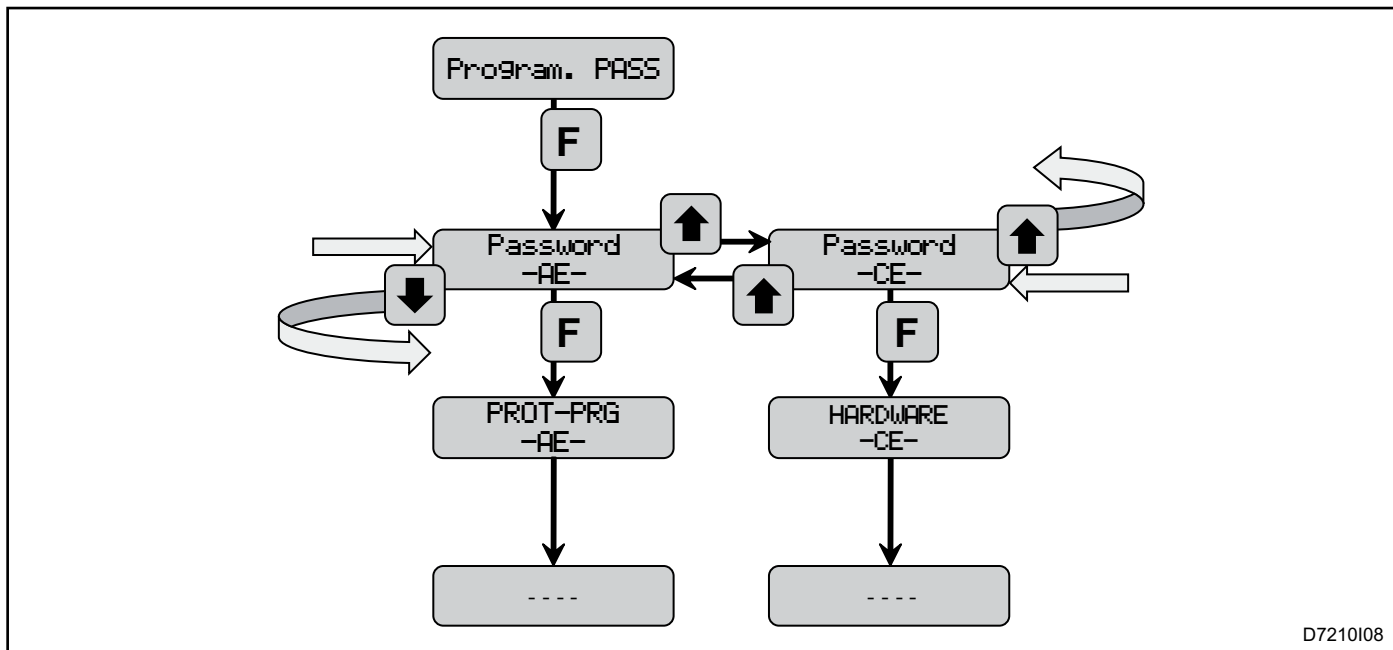 Program. PASS
F
Password
-AE-
Password
-CE-
F
F
PROT-PRG
-AE-
HARDWARE
-CE-
----
----
D7210I08